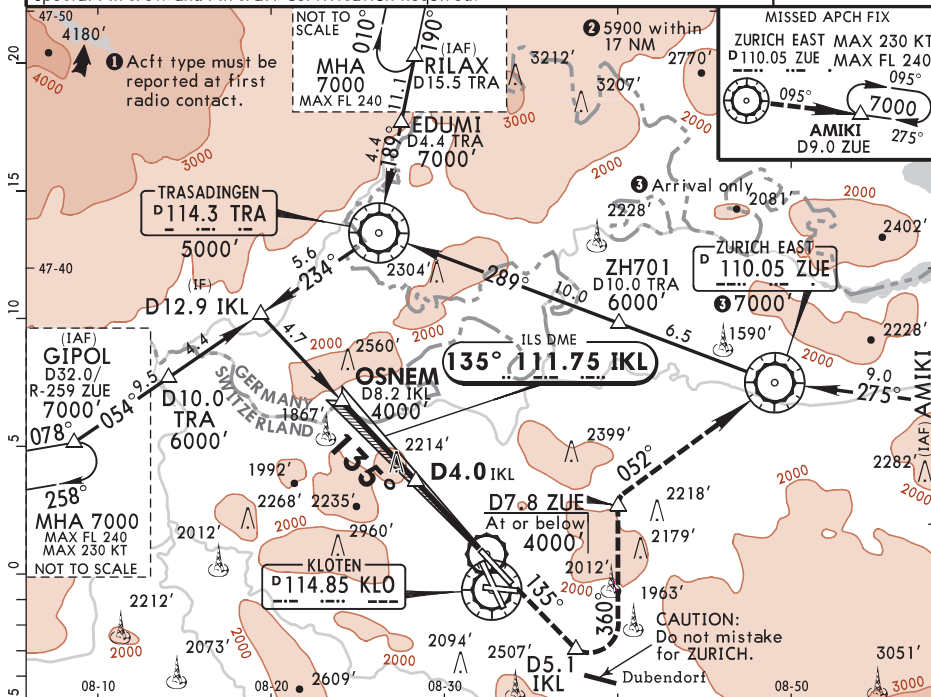 47-50
4180'
4000
❶ Acft type must be
reported at first
radio contact.
NOT TO
SCALE
010°
190°
(IAF)
RILAX
D15.5 TRA
MHA
7000
MAX FL 240
11.1
EDUMI
D4.4 TRA
7000'
4.4
189°
❷ 5900 within
17 NM
3212'
3207'
2770'
3000
2000
2000
MISSED APCH FIX
ZURICH EAST
D 110.05 ZUE
MAX 230 KT
MAX FL 240
095°
095°
7000
275°
AMIKI
D9.0 ZUE
20
15
10
5
0
5
3000
TRASADINGEN
D 114.3 TRA
5000'
❸ Arrival only
2228'
2081'
2000
2402'
47-40
5.6
234°
2304'
289°
10.0
ZH701
D10.0 TRA
6000'
6.5
ZURICH EAST
D 110.05 ZUE
❸ 7000'
1590'
2228'
2000
(IF)
D12.9 IKL
4.7
2000
2560'
ILS DME
135° 111.75 IKL
(IAF)
GIPOL
D32.0/
R-259 ZUE
7000'
078°
258°
MHA 7000
MAX FL 240
MAX 230 KT
NOT TO SCALE
9.5
054°
4.4
D10.0
TRA
6000'
GERMANY
SWITZERLAND
OSNEM
D8.2 IKL
4000'
1867'
135°
2214'
D4.0 IKL
9.0
275°
AMIKI
(IAF)
2282'
2399'
052°
2000
1992'
2268'
2235'
2000
2012'
2960'
2000
D7.8 ZUE
At or below
4000'
2218'
2179'
2012'
2000
KLOTEN
D 114.85 KLO
135°
360°
1963'
CAUTION:
Do not mistake
for ZURICH.
Dubendorf
D5.1
IKL
2212'
2000
2073'
2000
2609'
2094'
2507'
3051'
3000
08-10
08-20
08-30
08-50